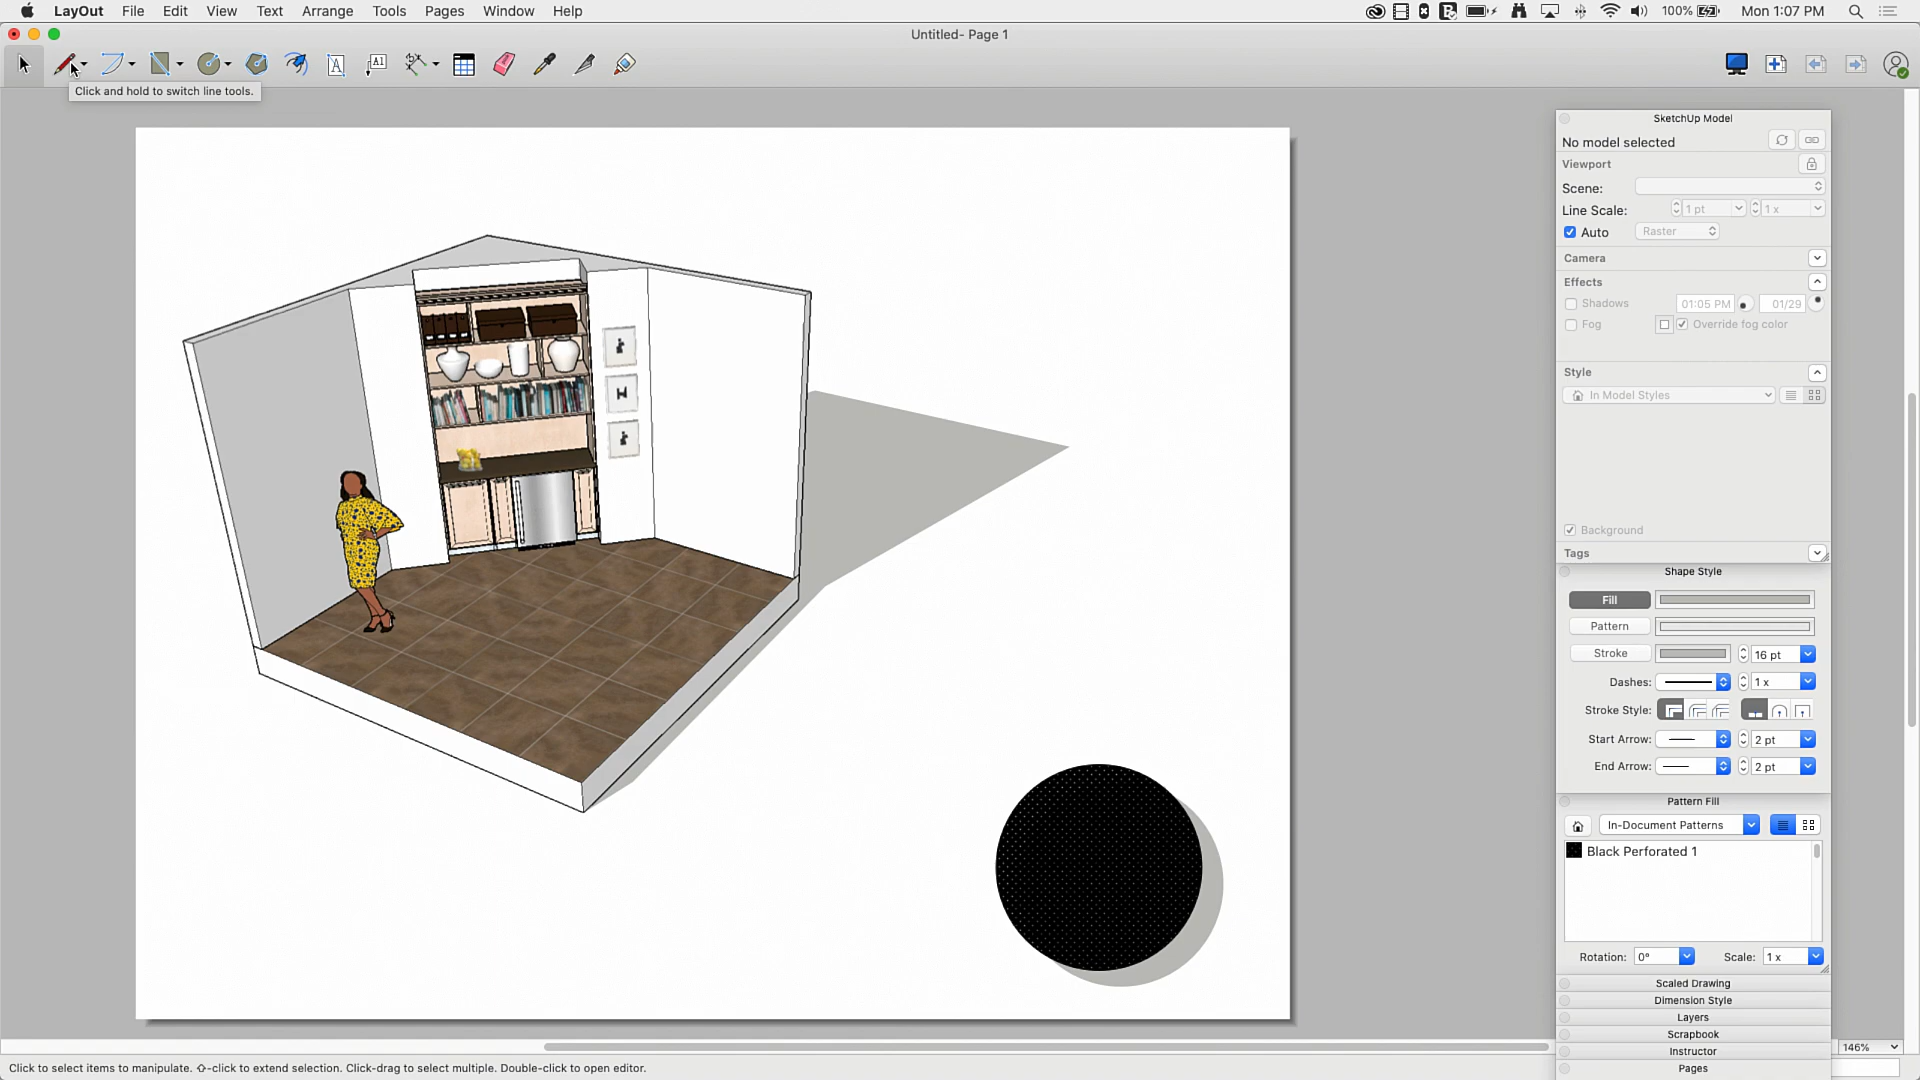 LayOut File Edit View Text Arrange Tools Pages Window Help
100% Mon 1:07 PM
Untitled- Page 1
A A1
Click and hold to switch line tools.
SketchUp Model
No model selected
Viewport
Scene:
Line Scale: 1 pt 1 x
Auto Raster
Camera
Effects
Shadows 01:05 PM 01/29
Fog Override fog color
Style
In Model Styles
Background
Tags
Shape Style
Fill
Pattern
Stroke 16 pt
Dashes: 1 x
Stroke Style:
Start Arrow: 2 pt
End Arrow: 2 pt
Pattern Fill
In-Document Patterns
Black Perforated 1
Rotation: 0° Scale: 1 x
Scaled Drawing
Dimension Style
Layers
Scrapbook
Instructor
Pages
146%
Click to select items to manipulate. ⇧-click to extend selection. Click-drag to select multiple. Double-click to open editor.